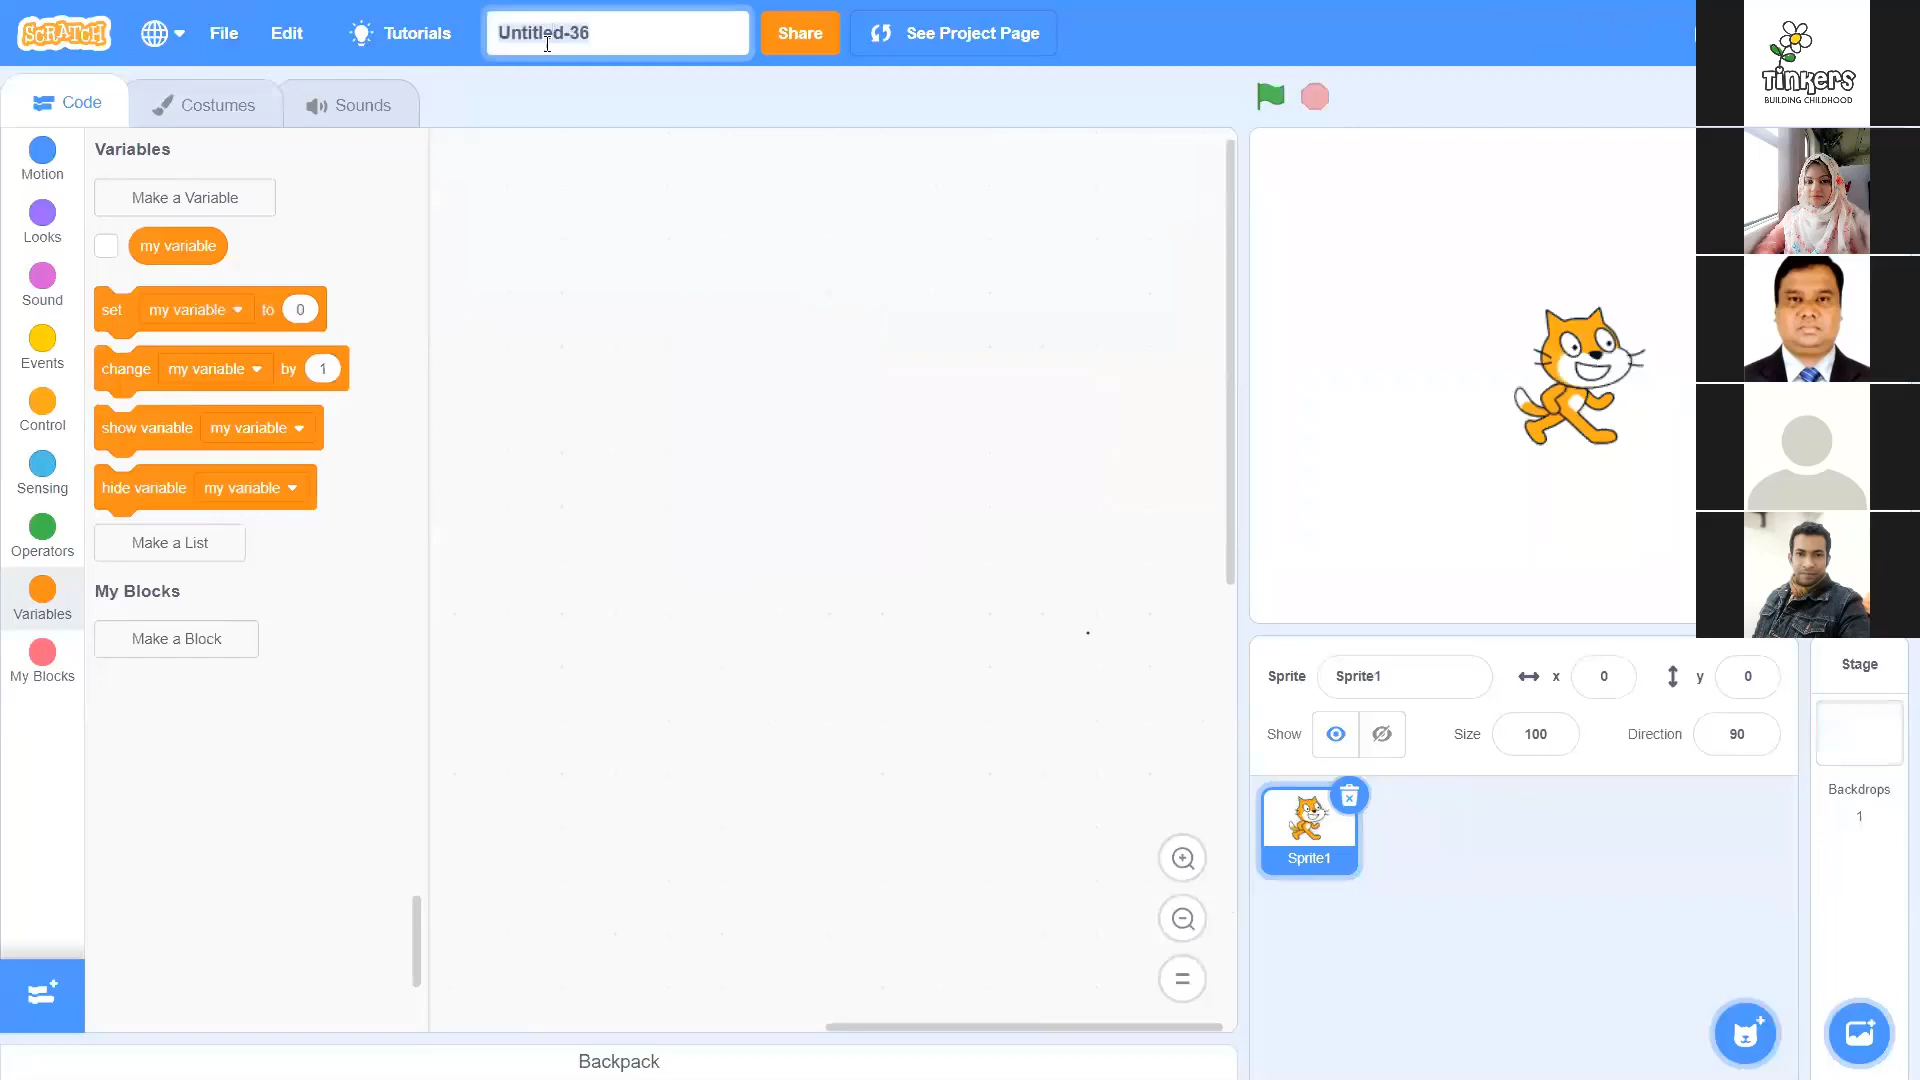 SCRATCH
File
Edit
Tutorials
Untitled-36
Share
See Project Page
Code
Costumes
Sounds
Motion
Looks
Sound
Events
Control
Sensing
Operators
Variables
My Blocks
Variables
Make a Variable
my variable
set my variable to 0
change my variable by 1
show variable my variable
hide variable my variable
Make a List
My Blocks
Make a Block
Backpack
Sprite Sprite1 x 0 y 0
Show Size 100 Direction 90
Sprite1
Stage
Backdrops
1
TINKERS
BUILDING CHILDHOOD